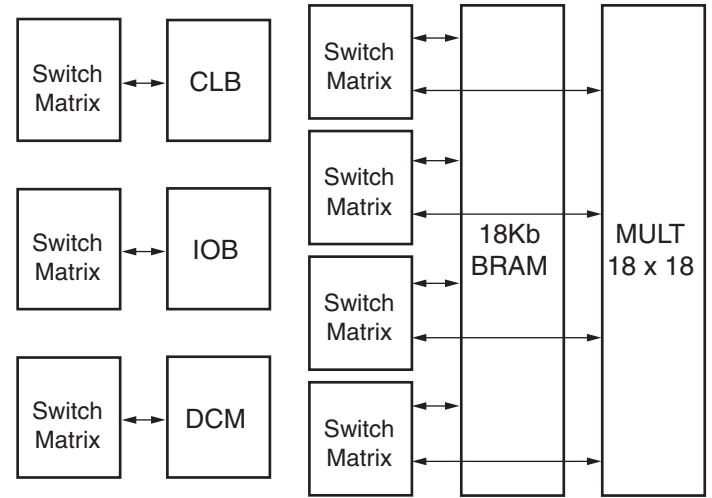 Switch
Matrix
CLB
Switch
Matrix
IOB
Switch
Matrix
DCM
Switch
Matrix
Switch
Matrix
Switch
Matrix
Switch
Matrix
18Kb
BRAM
MULT
18 x 18